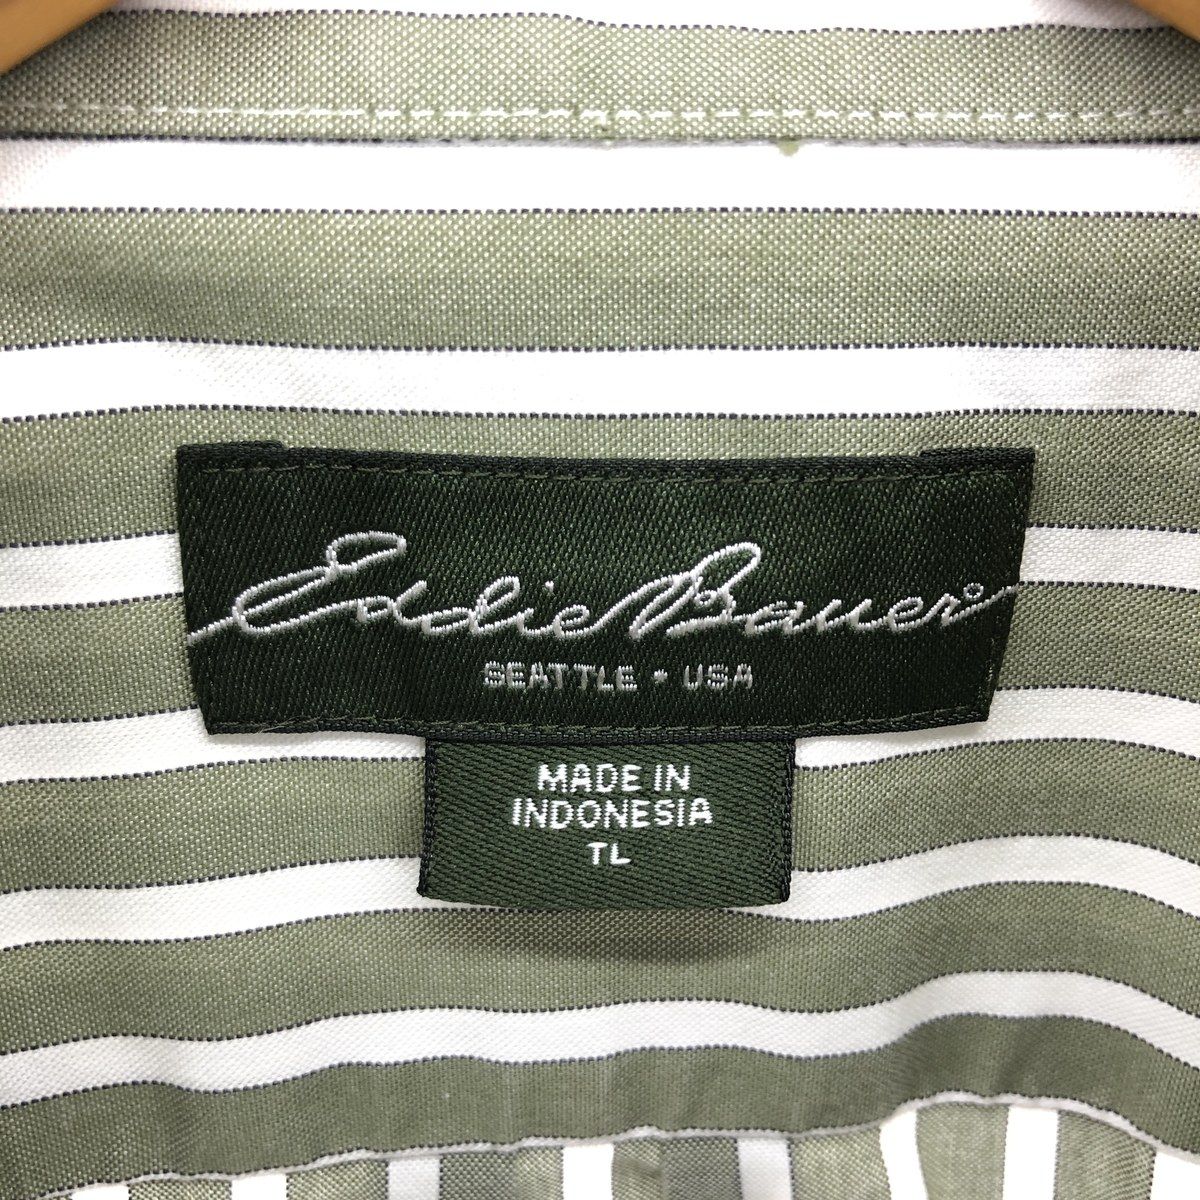 Eddie Bauer®
SEATTLE • USA
MADE IN
INDONESIA
TL